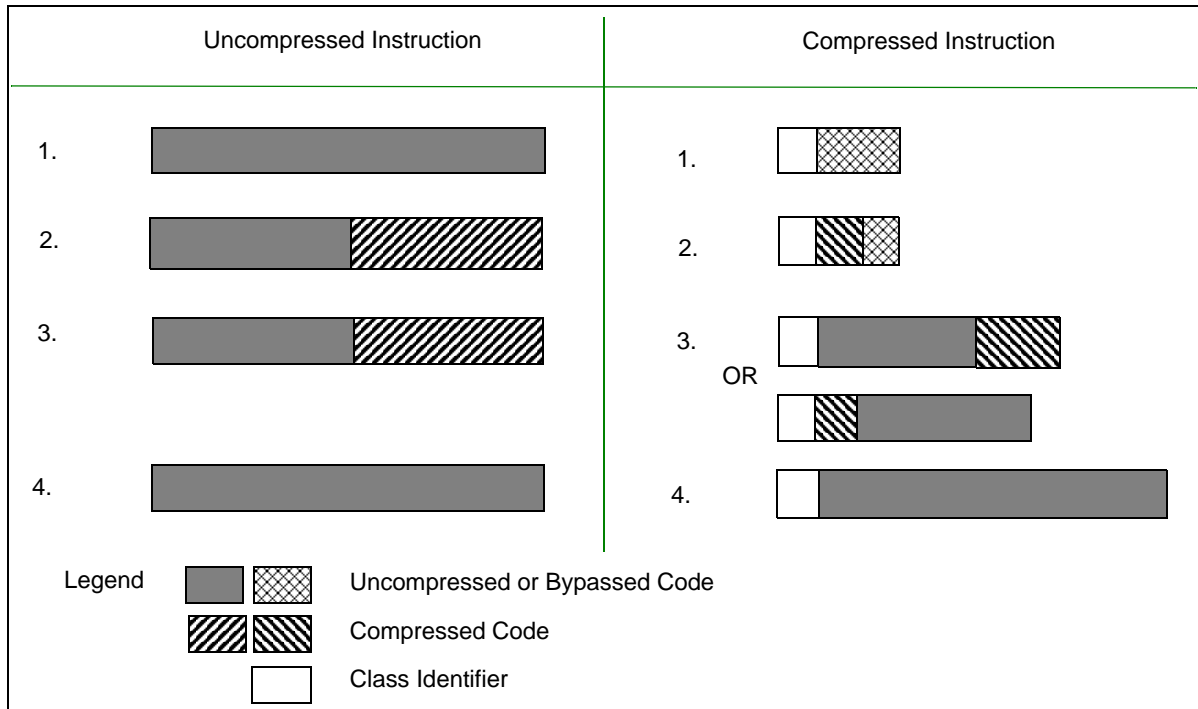 Uncompressed Instruction
Compressed Instruction
1.
1.
2.
2.
3.
3.
OR
4.
4.
Legend
Uncompressed or Bypassed Code
Compressed Code
Class Identifier